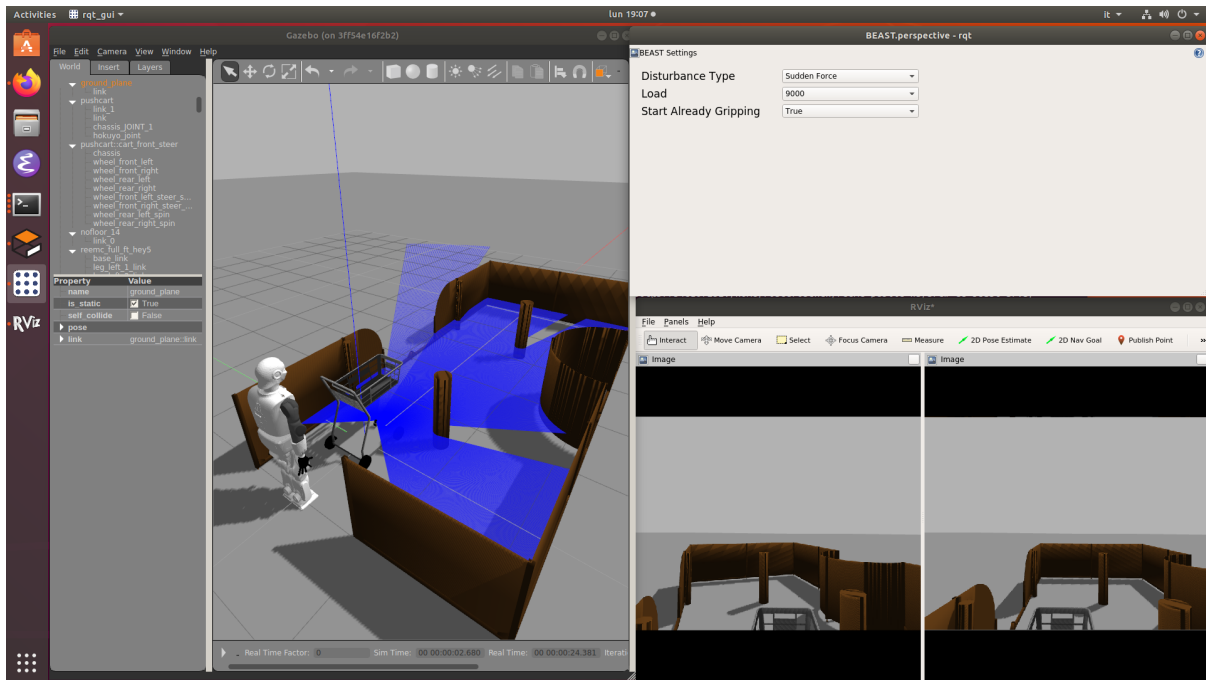 Activities
rqt_gui
lun 19:07
it
Gazebo (on 3ff54e16f2b2)
File Edit Camera View Window Help
World Insert Layers
ground_plane
link
pushcart
link_1
link
chassis_JOINT_1
hokuyo_joint
pushcart::cart_front_steer
chassis
wheel_front_left
wheel_front_right
wheel_rear_left
wheel_rear_right
wheel_front_left_steer_s...
wheel_front_right_steer_...
wheel_rear_left_spin
wheel_rear_right_spin
nofloor_14
link_0
reemc_full_ft_hey5
base_link
leg_left_1_link
Property Value
name ground_plane
is_static True
self_collide False
pose
link ground_plane::link
Real Time Factor: 0 Sim Time: 00 00:00:02.680 Real Time: 00 00:00:24.381 Iterati
BEAST.perspective - rqt
BEAST Settings
Disturbance Type Sudden Force
Load 9000
Start Already Gripping True
RViz*
File Panels Help
Interact Move Camera Select Focus Camera Measure 2D Pose Estimate 2D Nav Goal Publish Point »
Image
Image
RViz